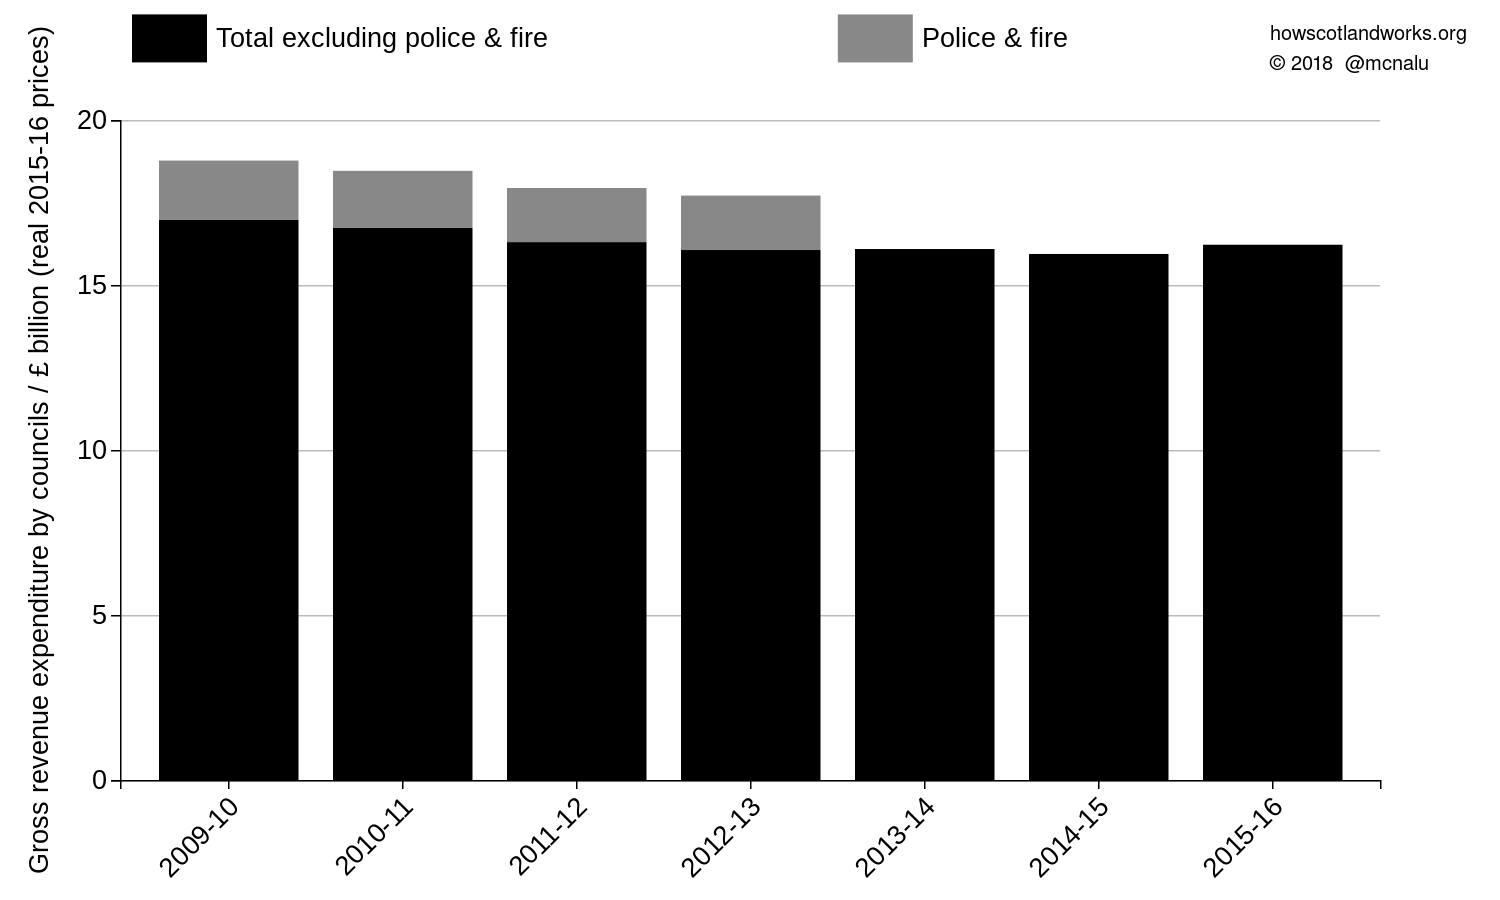 Total excluding police & fire
Police & fire
howscotlandworks.org
© 2018 @mcnalu
Gross revenue expenditure by councils / £ billion (real 2015-16 prices)
20
15
10
5
0
2009-10
2010-11
2011-12
2012-13
2013-14
2014-15
2015-16